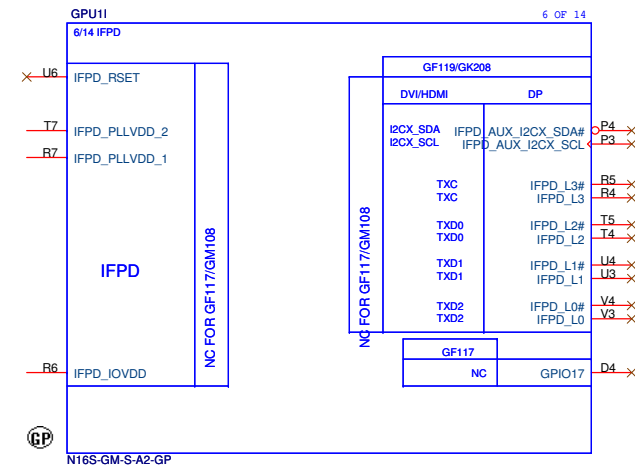 GPU1I
6 OF 14
6/14 IFPD
GF119/GK208
DVI/HDMI DP
U6 IFPD_RSET
T7 IFPD_PLLVDD_2
R7 IFPD_PLLVDD_1
I2CX_SDA IFPD_AUX_I2CX_SDA# P4
I2CX_SCL IFPD_AUX_I2CX_SCL P3
TXC IFPD_L3# R5
TXC IFPD_L3 R4
TXD0 IFPD_L2# T5
TXD0 IFPD_L2 T4
TXD1 IFPD_L1# U4
TXD1 IFPD_L1 U3
TXD2 IFPD_L0# V4
TXD2 IFPD_L0 V3
IFPD
NC FOR GF117/GM108
NC FOR GF117/GM108
GF117
NC GPIO17 D4
R6 IFPD_IOVDD
GP
N16S-GM-S-A2-GP